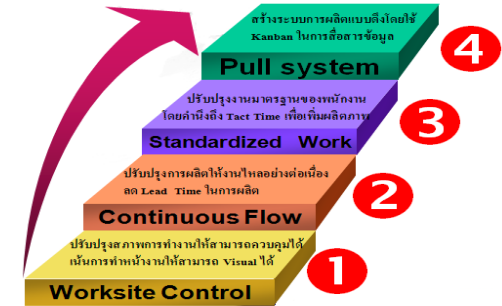 สร้างระบบการผลิตแบบดึงโดยใช้
Kanban ในการสื่อสารข้อมูล
Pull system
4
ปรับปรุงงานมาตรฐานของพนักงาน
โดยคำนึงถึง Tact Time เพื่อเพิ่มผลิตภาพ
Standardized Work
3
ปรับปรุงการผลิตให้งานไหลอย่างต่อเนื่อง
ลด Lead Time ในการผลิต
Continuous Flow
2
ปรับปรุงสภาพการทำงานให้สามารถควบคุมได้
เน้นการทำหน้างานให้สามารถ Visual ได้
Worksite Control
1